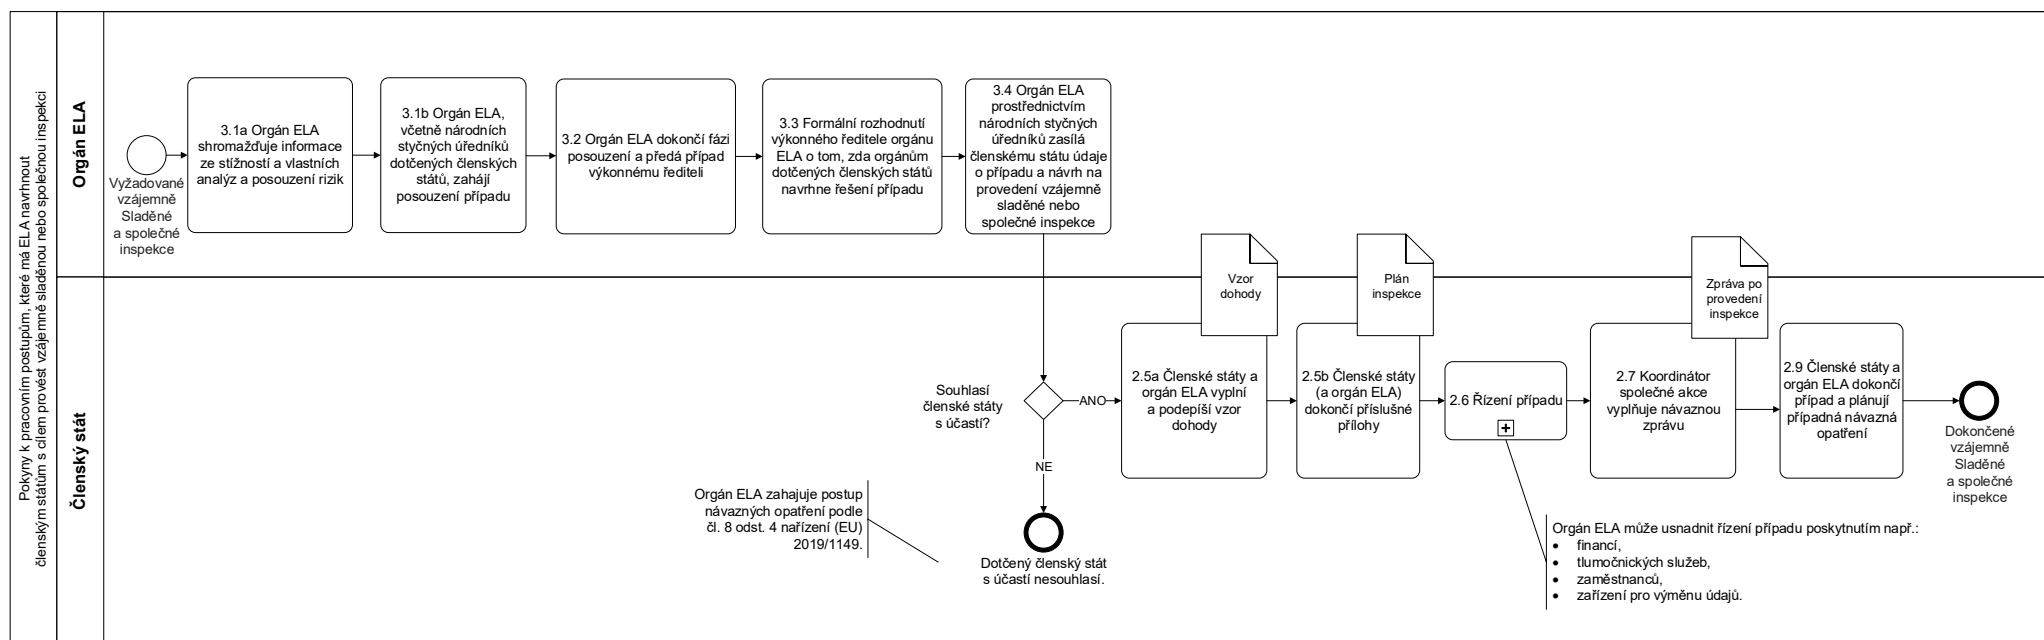 Pokyny k pracovním postupům, které má ELA navrhnout
členským státům s cílem provést vzájemně sladěnou nebo společnou inspekci
Orgán ELA
Vyžadované
vzájemně
Sladěné
a společné
inspekce
3.1a Orgán ELA
shromažďuje informace
ze stížností a vlastních
analýz a posouzení rizik
3.1b Orgán ELA,
včetně národních
styčných úředníků
dotčených členských
států, zahájí
posouzení případu
3.2 Orgán ELA dokončí fázi
posouzení a předá případ
výkonnému řediteli
3.3 Formální rozhodnutí
výkonného ředitele orgánu
ELA o tom, zda orgánům
dotčených členských států
navrhne řešení případu
3.4 Orgán ELA
prostřednictvím
národních styčných
úředníků zasílá
členskému státu údaje
o případu a návrh na
provedení vzájemně
sladěné nebo
společné inspekce
Členský stát
Souhlasí
členské státy
s účastí?
ANO
NE
Orgán ELA zahajuje postup
návazných opatření podle
čl. 8 odst. 4 nařízení (EU)
2019/1149.
Dotčený členský stát
s účastí nesouhlasí.
Vzor
dohody
2.5a Členské státy a
orgán ELA vyplní
a podepíší vzor
dohody
Plán
inspekce
2.5b Členské státy
(a orgán ELA)
dokončí příslušné
přílohy
2.6 Řízení případu
Orgán ELA může usnadnit řízení případu poskytnutím např.:
• financí,
• tlumočnických služeb,
• zaměstnanců,
• zařízení pro výměnu údajů.
Zpráva po
provedení
inspekce
2.7 Koordinátor
společné akce
vyplňuje návaznou
zprávu
2.9 Členské státy a
orgán ELA dokončí
případ a plánují
případná návazná
opatření
Dokončené
vzájemně
Sladěné
a společné
inspekce